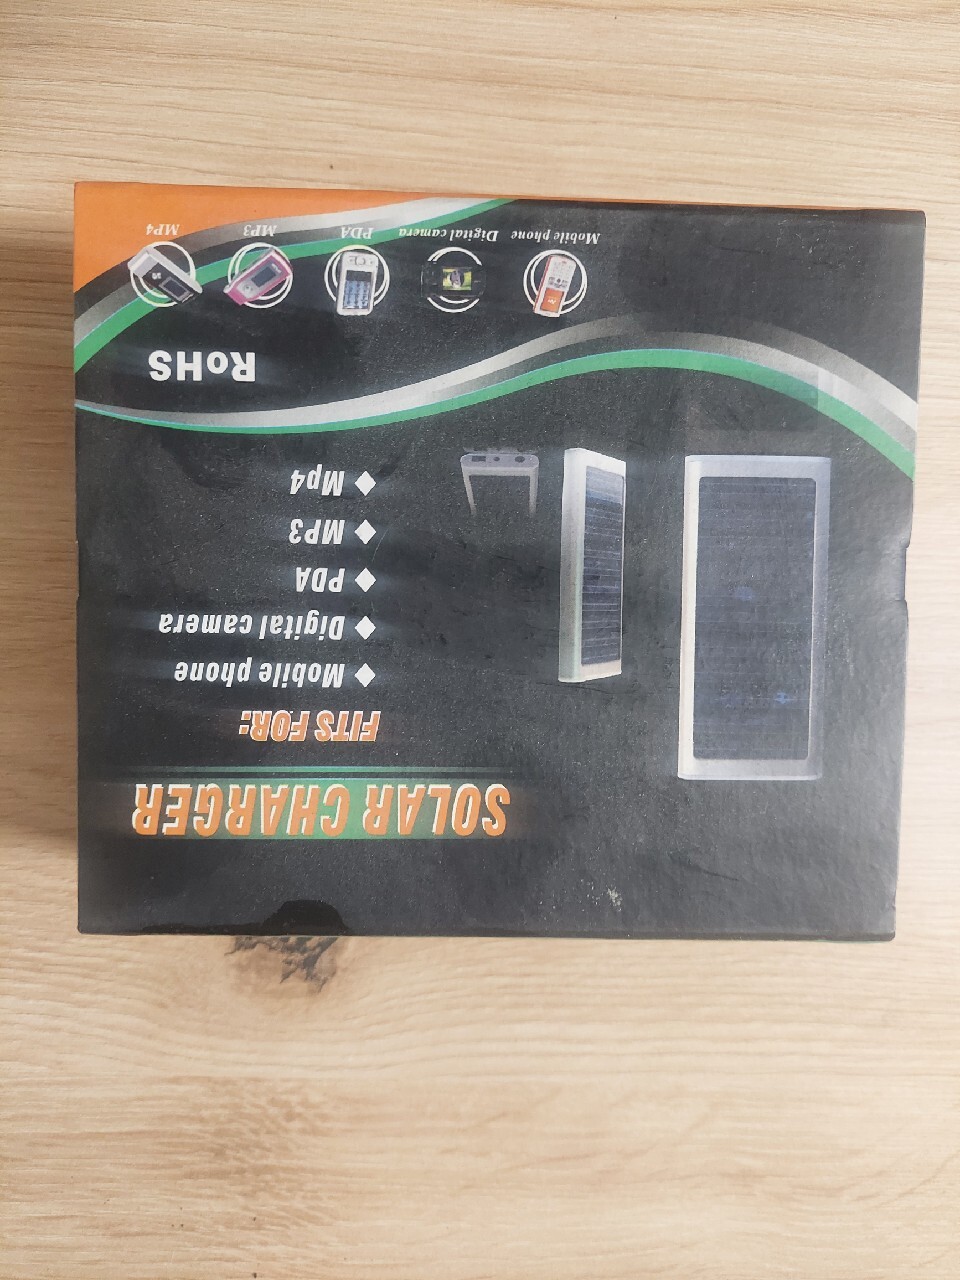 SOLAR CHARGER
FITS FOR:
◆ Mobile phone
◆ Digital camera
◆ PDA
◆ MP3
◆ Mp4
RoHS
Mobile phone Digital camera PDA MP3 MP4